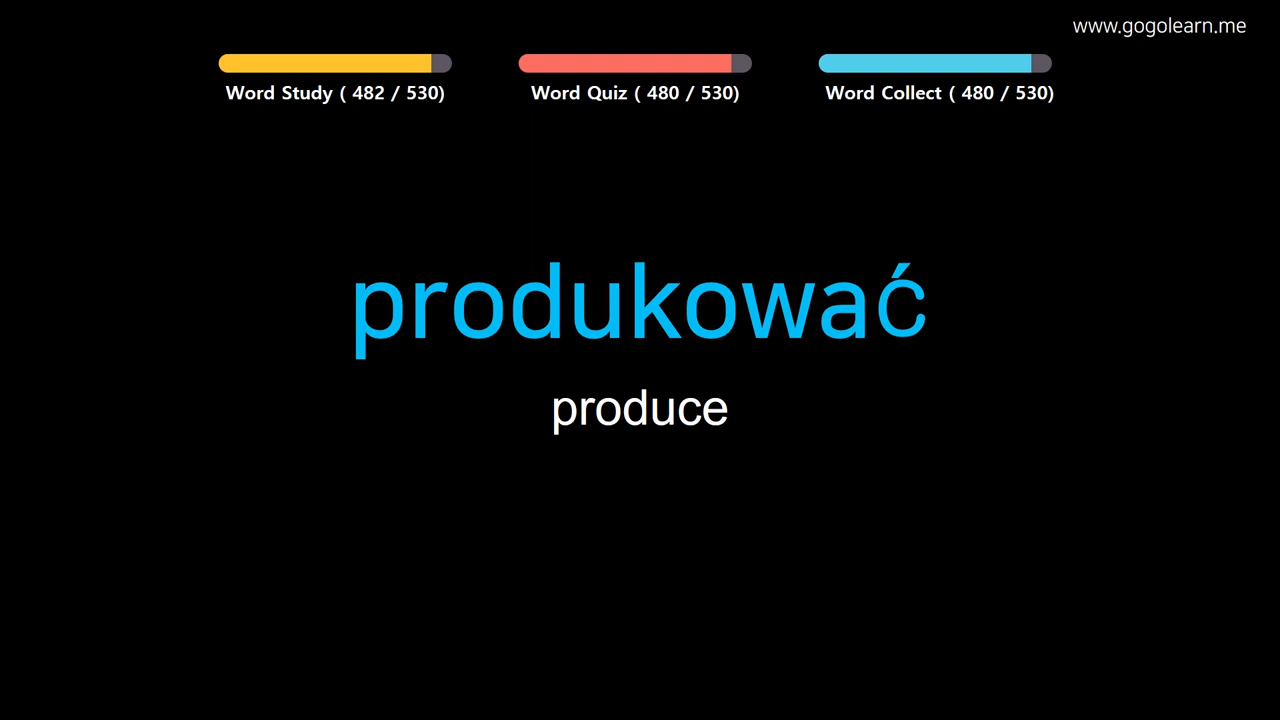 www.gogolearn.me
Word Study ( 482 / 530)
Word Quiz ( 480 / 530)
Word Collect ( 480 / 530)
produkować
produce